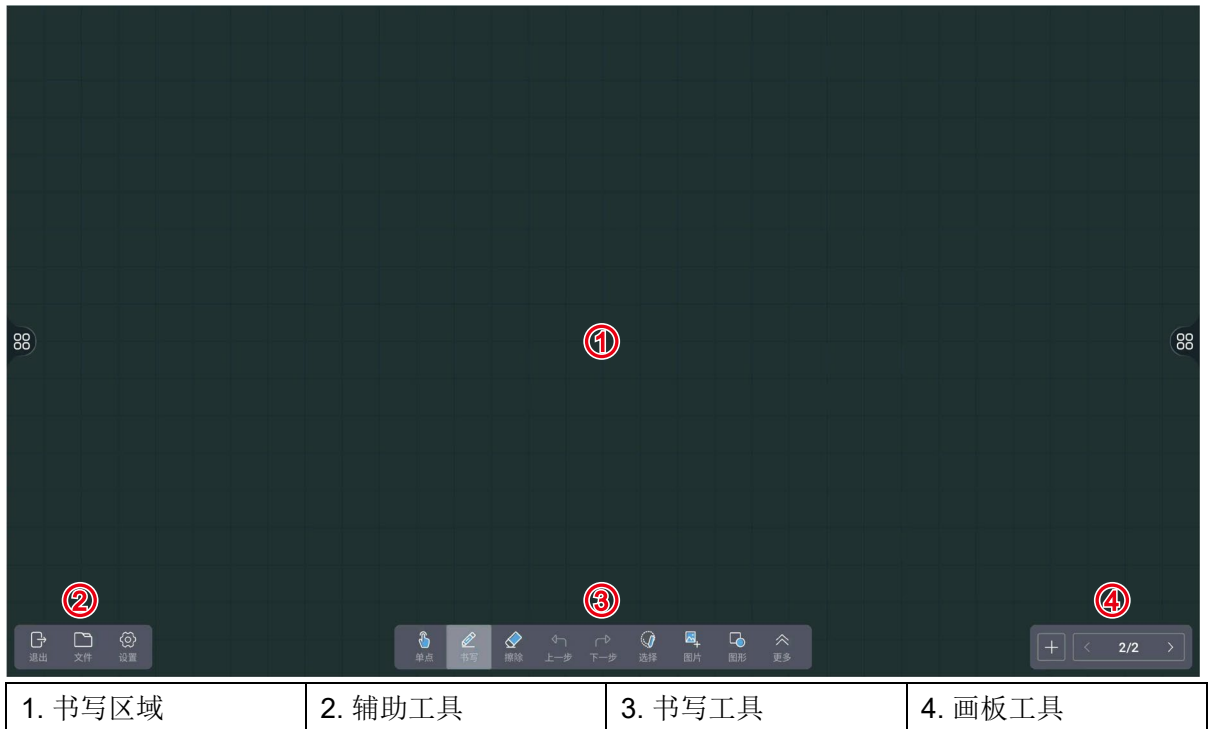 ①
② ③ ④
退出 文件 设置 单点 书写 擦除 上一步 下一步 选择 图片 图形 更多 2/2
1. 书写区域 2. 辅助工具 3. 书写工具 4. 画板工具